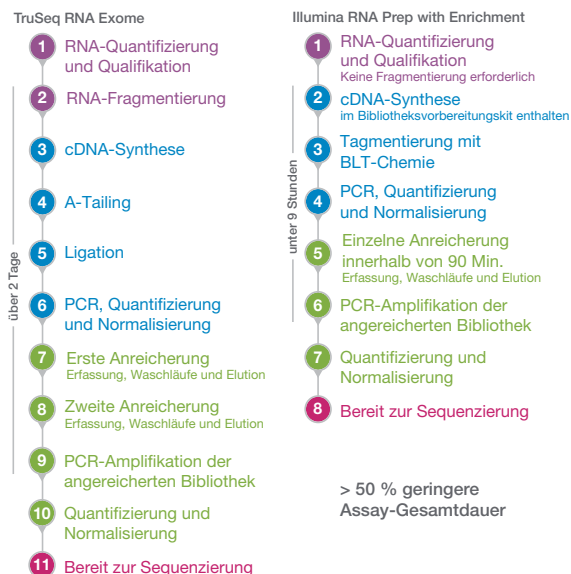 TruSeq RNA Exome
1
RNA-Quantifizierung
und Qualifikation
2
RNA-Fragmentierung
3
cDNA-Synthese
4
A-Tailing
5
Ligation
6
PCR, Quantifizierung
und Normalisierung
7
Erste Anreicherung
Erfassung, Waschläufe und Elution
8
Zweite Anreicherung
Erfassung, Waschläufe und Elution
9
PCR-Amplifikation der
angereicherten Bibliothek
10
Quantifizierung und
Normalisierung
11
Bereit zur Sequenzierung
über 2 Tage
Illumina RNA Prep with Enrichment
1
RNA-Quantifizierung
und Qualifikation
Keine Fragmentierung erforderlich
2
cDNA-Synthese
im Bibliotheksvorbereitungskit enthalten
3
Tagmentierung mit
BLT-Chemie
4
PCR, Quantifizierung
und Normalisierung
5
Einzelne Anreicherung
innerhalb von 90 Min.
Erfassung, Waschläufe und Elution
6
PCR-Amplifikation der
angereicherten Bibliothek
7
Quantifizierung und
Normalisierung
8
Bereit zur Sequenzierung
unter 9 Stunden
> 50 % geringere
Assay-Gesamtdauer